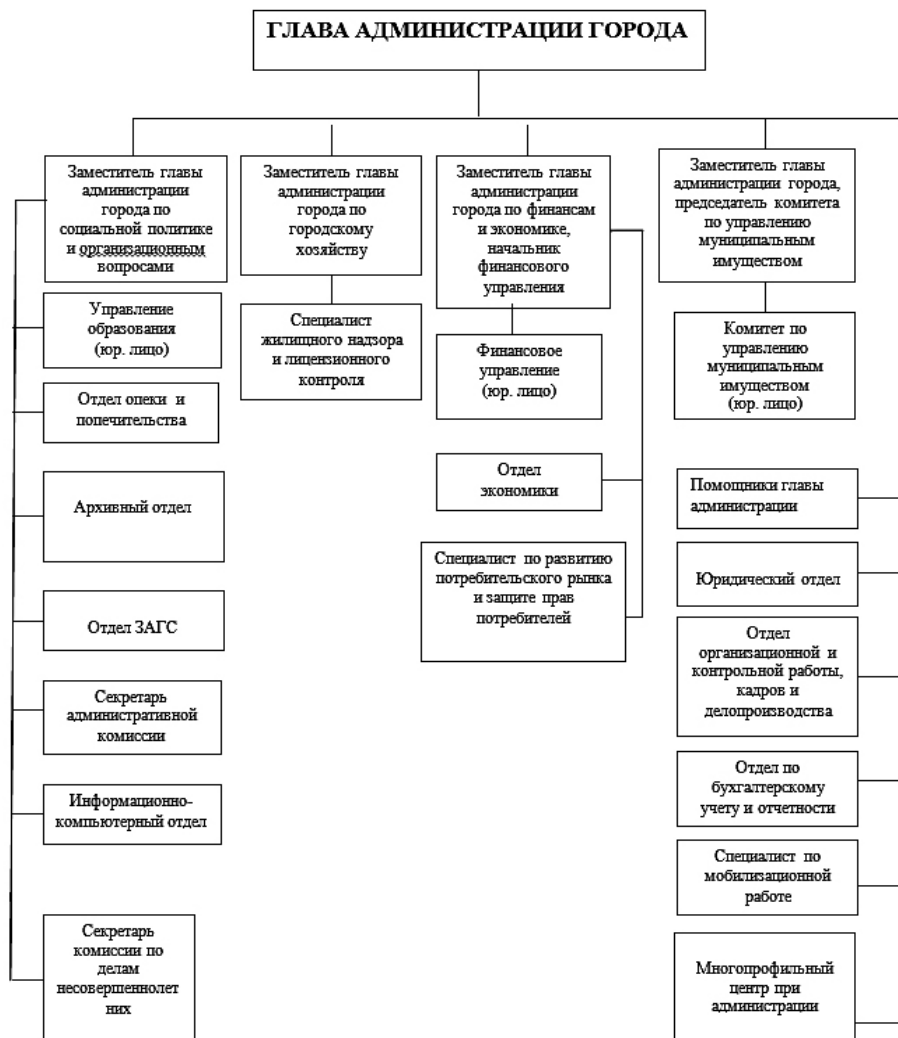 ГЛАВА АДМИНИСТРАЦИИ ГОРОДА
Заместитель главы
администрации
города по
социальной политике
и организационным
вопросами
Управление
образования
(юр. лицо)
Отдел опеки и
попечительства
Архивный отдел
Отдел ЗАГС
Секретарь
административной
комиссии
Информационно-
компьютерный отдел
Секретарь
комиссии по
делам
несовершеннолет
них
Заместитель главы
администрации
города по
городскому
хозяйству
Специалист
жилищного надзора
и лицензионного
контроля
Заместитель главы
администрации
города по финансам
и экономике,
начальник
финансового
управления
Финансовое
управление
(юр. лицо)
Отдел
экономики
Специалист по развитию
потребительского рынка
и защите прав
потребителей
Заместитель главы
администрации города,
председатель комитета
по управлению
муниципальным
имуществом
Комитет по
управлению
муниципальным
имуществом
(юр. лицо)
Помощники главы
администрации
Юридический отдел
Отдел
организационной и
контрольной работы,
кадров и
делопроизводства
Отдел по
бухгалтерскому
учету и отчетности
Специалист по
мобилизационной
работе
Многопрофильный
центр при
администрации